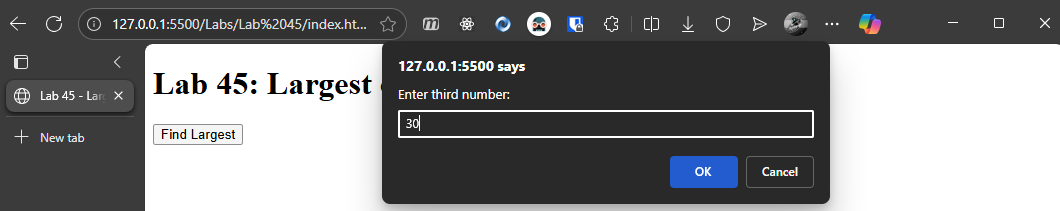 127.0.0.1:5500/Labs/Lab%2045/index.ht...
Lab 45 - Lar
New tab
Lab 45: Largest
Find Largest
127.0.0.1:5500 says
Enter third number:
30
OK
Cancel